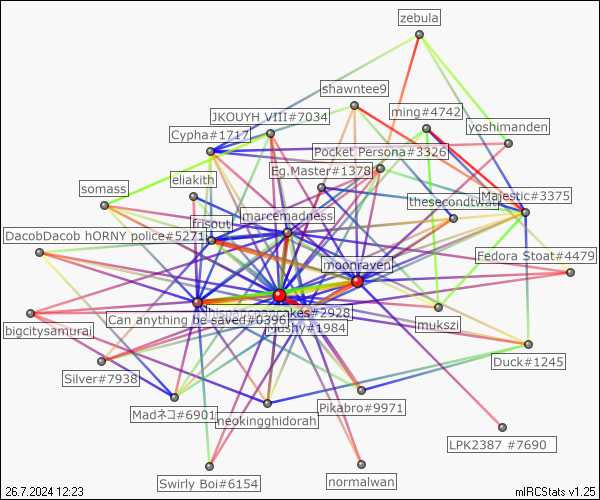 zebula
shawntee9
ming#4742
JKOUYH VIII#7034
yoshimanden
Cypha#1717
Pocket Persona#3326
Eg.Master#1378
eliakith
somass
thesecondtwat
Majestic#3375
marcemadness
frisout
DacobDacob hORNY police#5271
Fedora Stoat#4479
moonraven
Can anything be saved#0396
cakes#2928
Mushy#1984
mukszi
bigcitysamurai
Duck#1245
Silver#7938
Pikabro#9971
Madネコ#6901
neokingghidorah
LPK2387 #7690
Swirly Boi#6154
normalwan
26.7.2024 12:23
mIRCStats v1.25